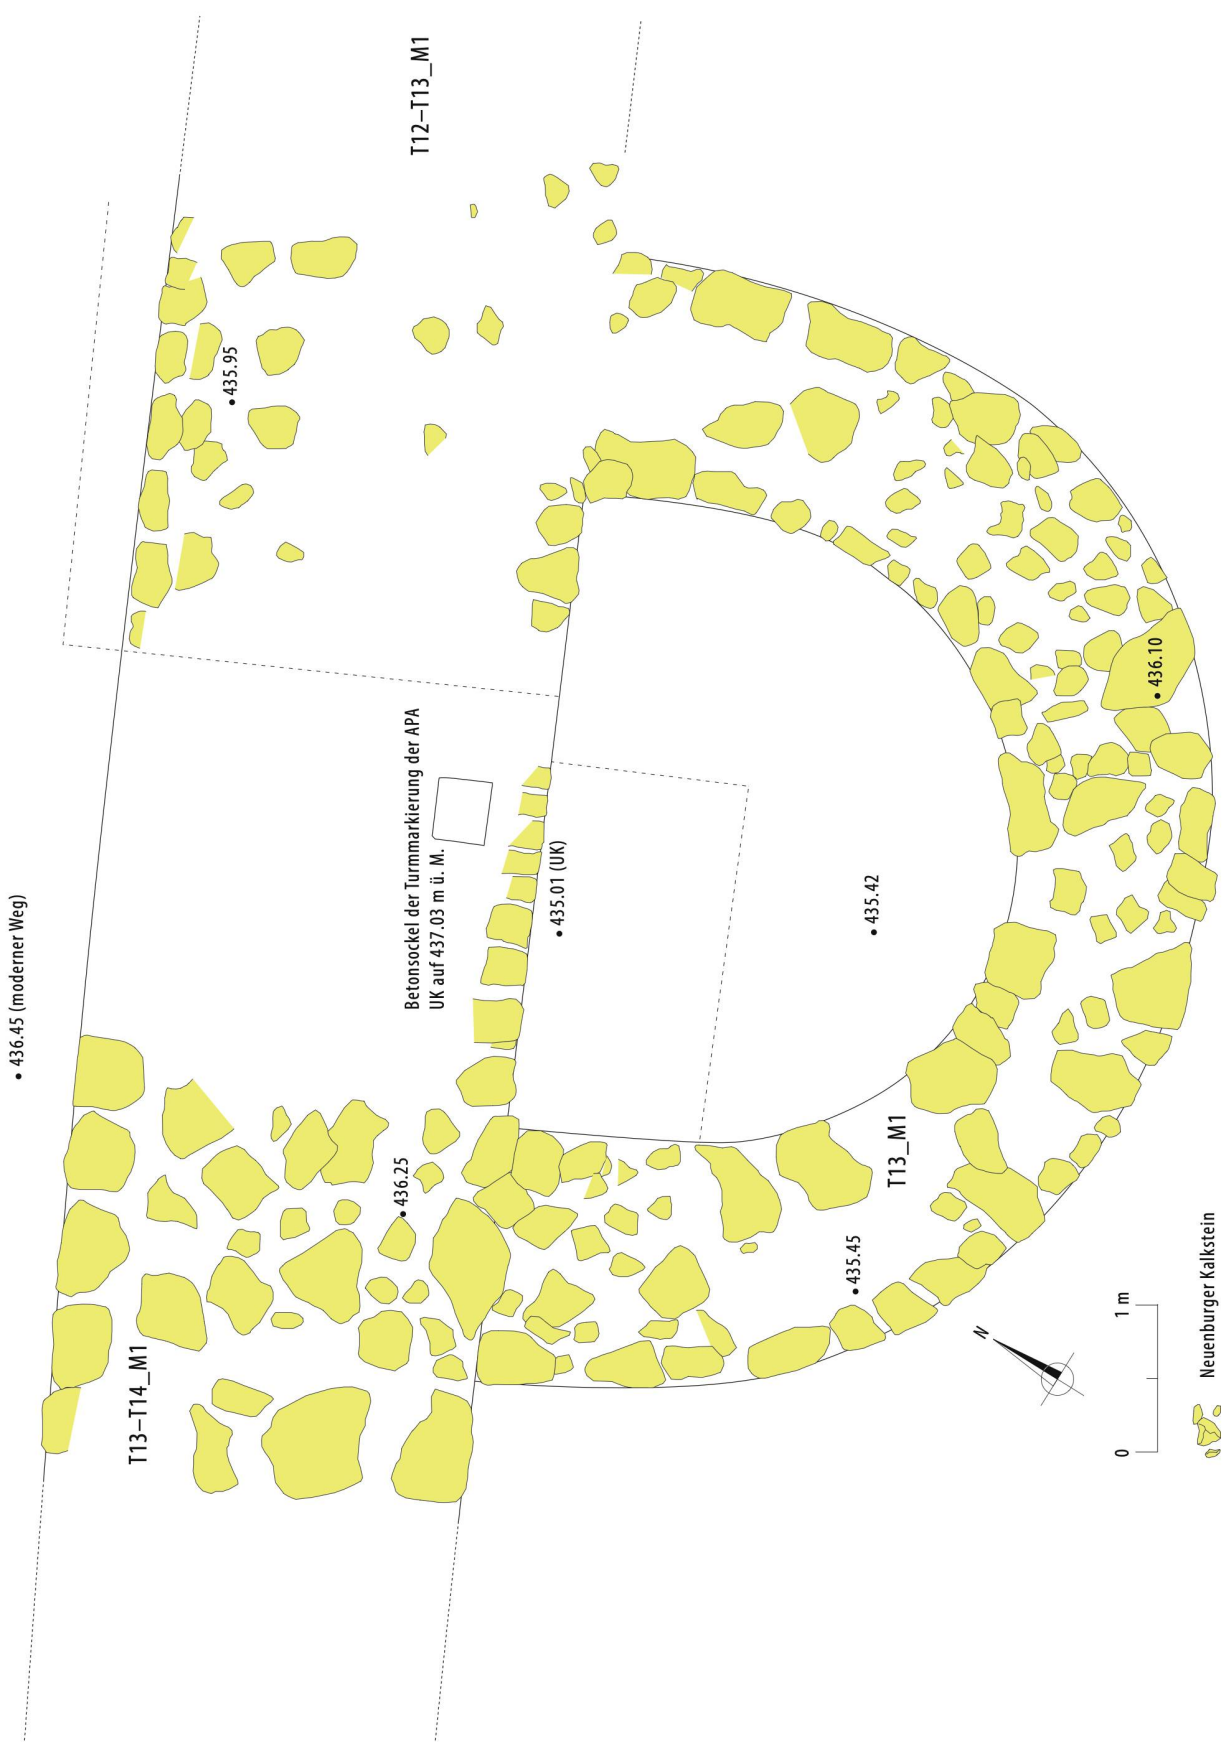 • 436.45 (moderner Weg)
T13–T14_M1
• 436.25
Betonsockel der Turmmarkierung der APA
UK auf 437.03 m ü. M.
• 435.95
T12–T13_M1
• 435.01 (UK)
• 435.42
T13_M1
• 435.45
• 436.10
N
0 1 m
Neuenburger Kalkstein